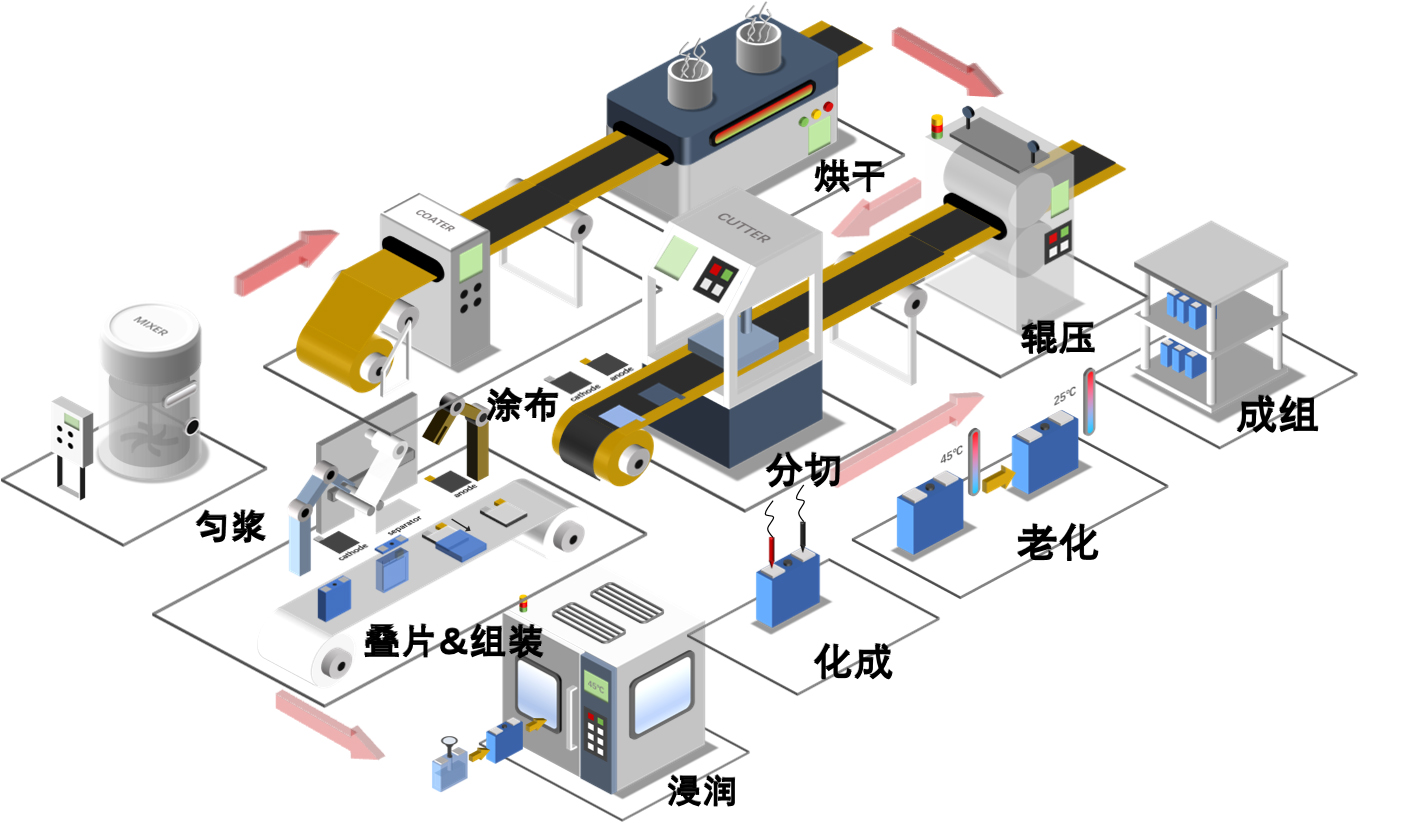 烘干
COATER
CUTTER
MIXER
辊压
涂布
cathode
anode
成组
25℃
45℃
分切
匀浆
anode
separator
cathode
老化
叠片&组装
化成
45℃
浸润